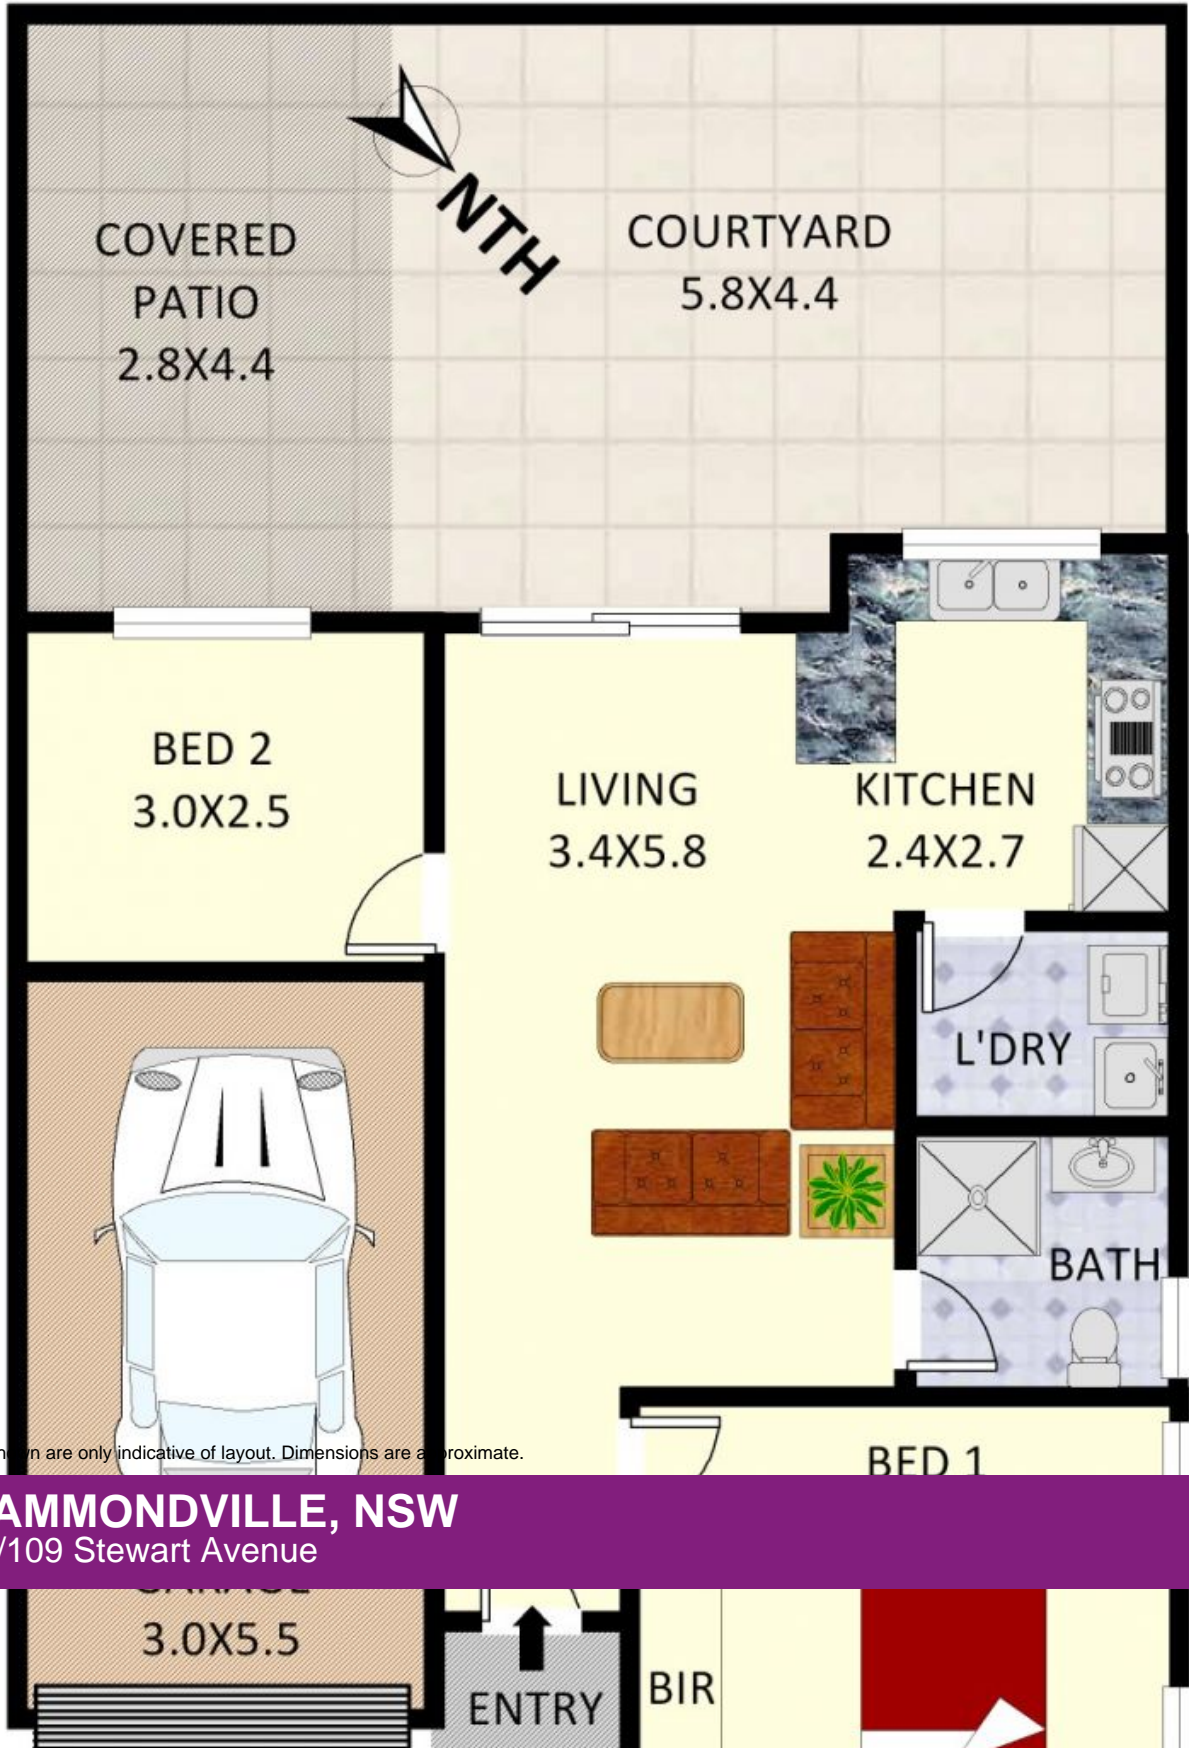 NTH
COVERED
PATIO
2.8X4.4
COURTYARD
5.8X4.4
BED 2
3.0X2.5
LIVING
3.4X5.8
KITCHEN
2.4X2.7
L'DRY
BATH
are only indicative of layout. Dimensions are approximate.
BED 1
AMMONDVILLE, NSW
/109 Stewart Avenue
GARAGE
3.0X5.5
ENTRY
BIR